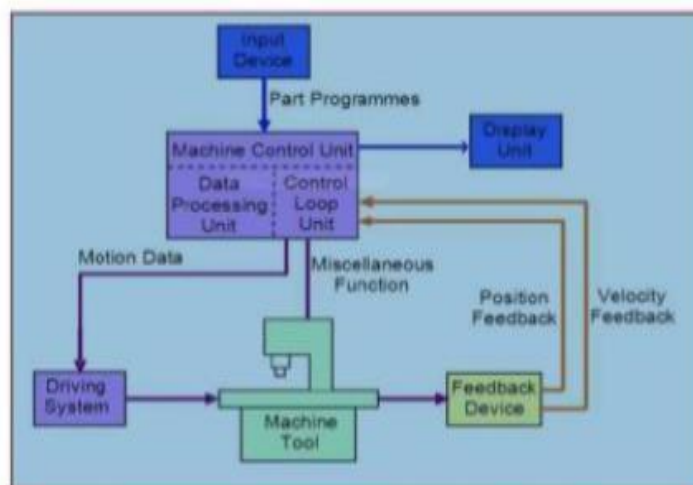 Input
Device
Part Programmes
Machine Control Unit
Display
Unit
Data
Processing
Unit
Control
Loop
Unit
Motion Data
Miscellaneous
Function
Position
Feedback
Velocity
Feedback
Driving
System
Machine
Tool
Feedback
Device